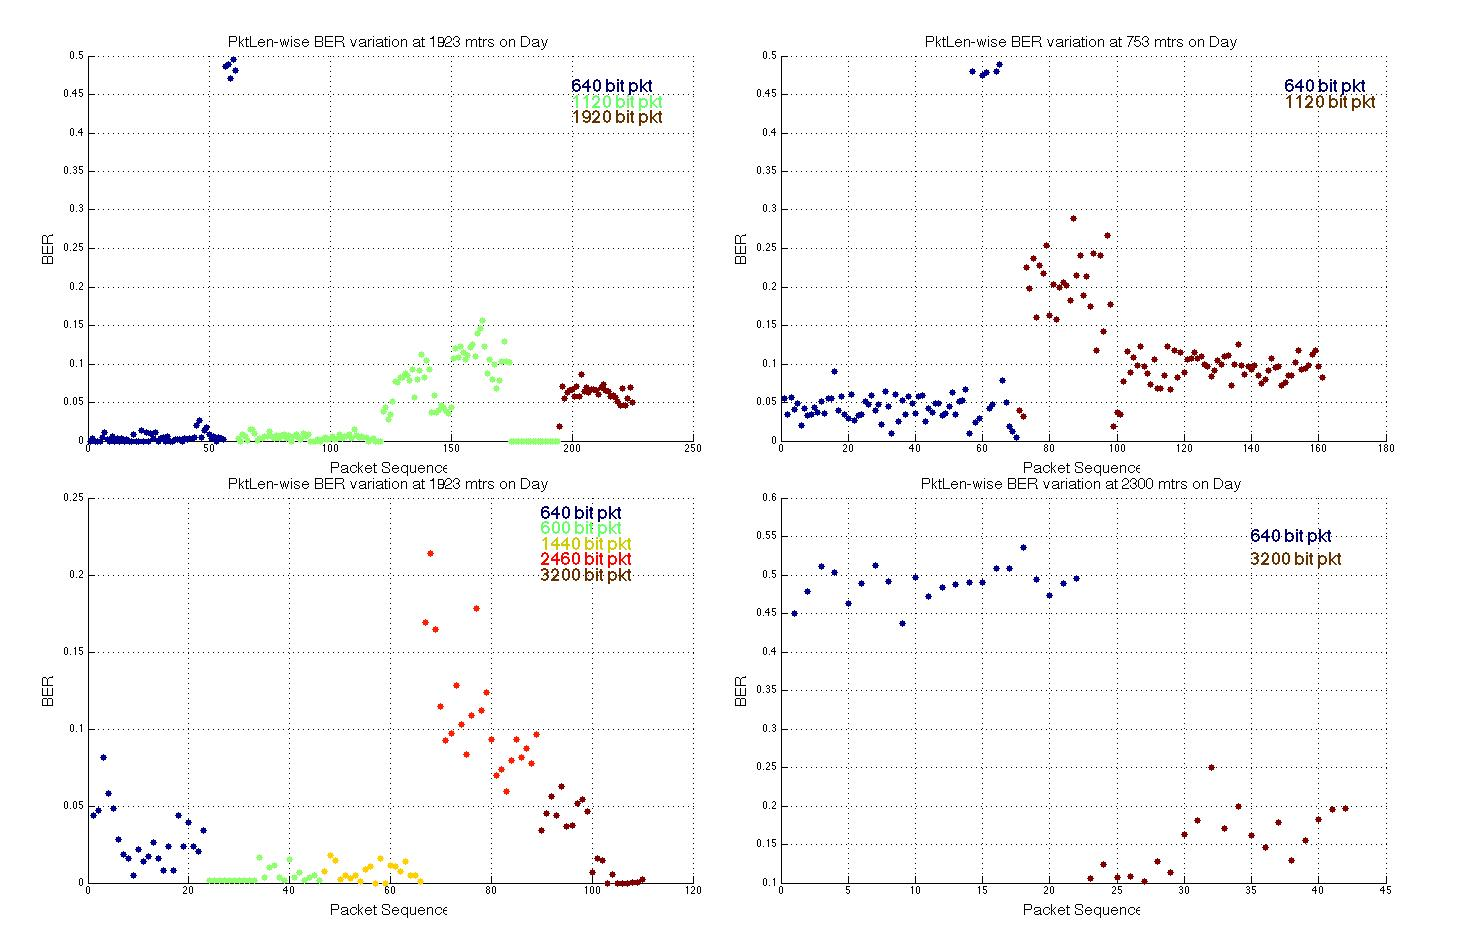 PktLen-wise BER variation at 1923 mtrs on Day
0.5
0.45
0.4
0.35
0.3
0.25
0.2
0.15
0.1
0.05
0
BER
640 bit pkt
1120 bit pkt
1920 bit pkt
0 50 100 150 200 250
Packet Sequence
PktLen-wise BER variation at 753 mtrs on Day
0.5
0.45
0.4
0.35
0.3
0.25
0.2
0.15
0.1
0.05
0
BER
640 bit pkt
1120 bit pkt
0 20 40 60 80 100 120 140 160 180
Packet Sequence
PktLen-wise BER variation at 1923 mtrs on Day
0.25
0.2
0.15
0.1
0.05
0
BER
640 bit pkt
600 bit pkt
1440 bit pkt
2460 bit pkt
3200 bit pkt
0 20 40 60 80 100 120
Packet Sequence
PktLen-wise BER variation at 2300 mtrs on Day
0.6
0.55
0.5
0.45
0.4
0.35
0.3
0.25
0.2
0.15
0.1
BER
640 bit pkt
3200 bit pkt
0 5 10 15 20 25 30 35 40 45
Packet Sequence